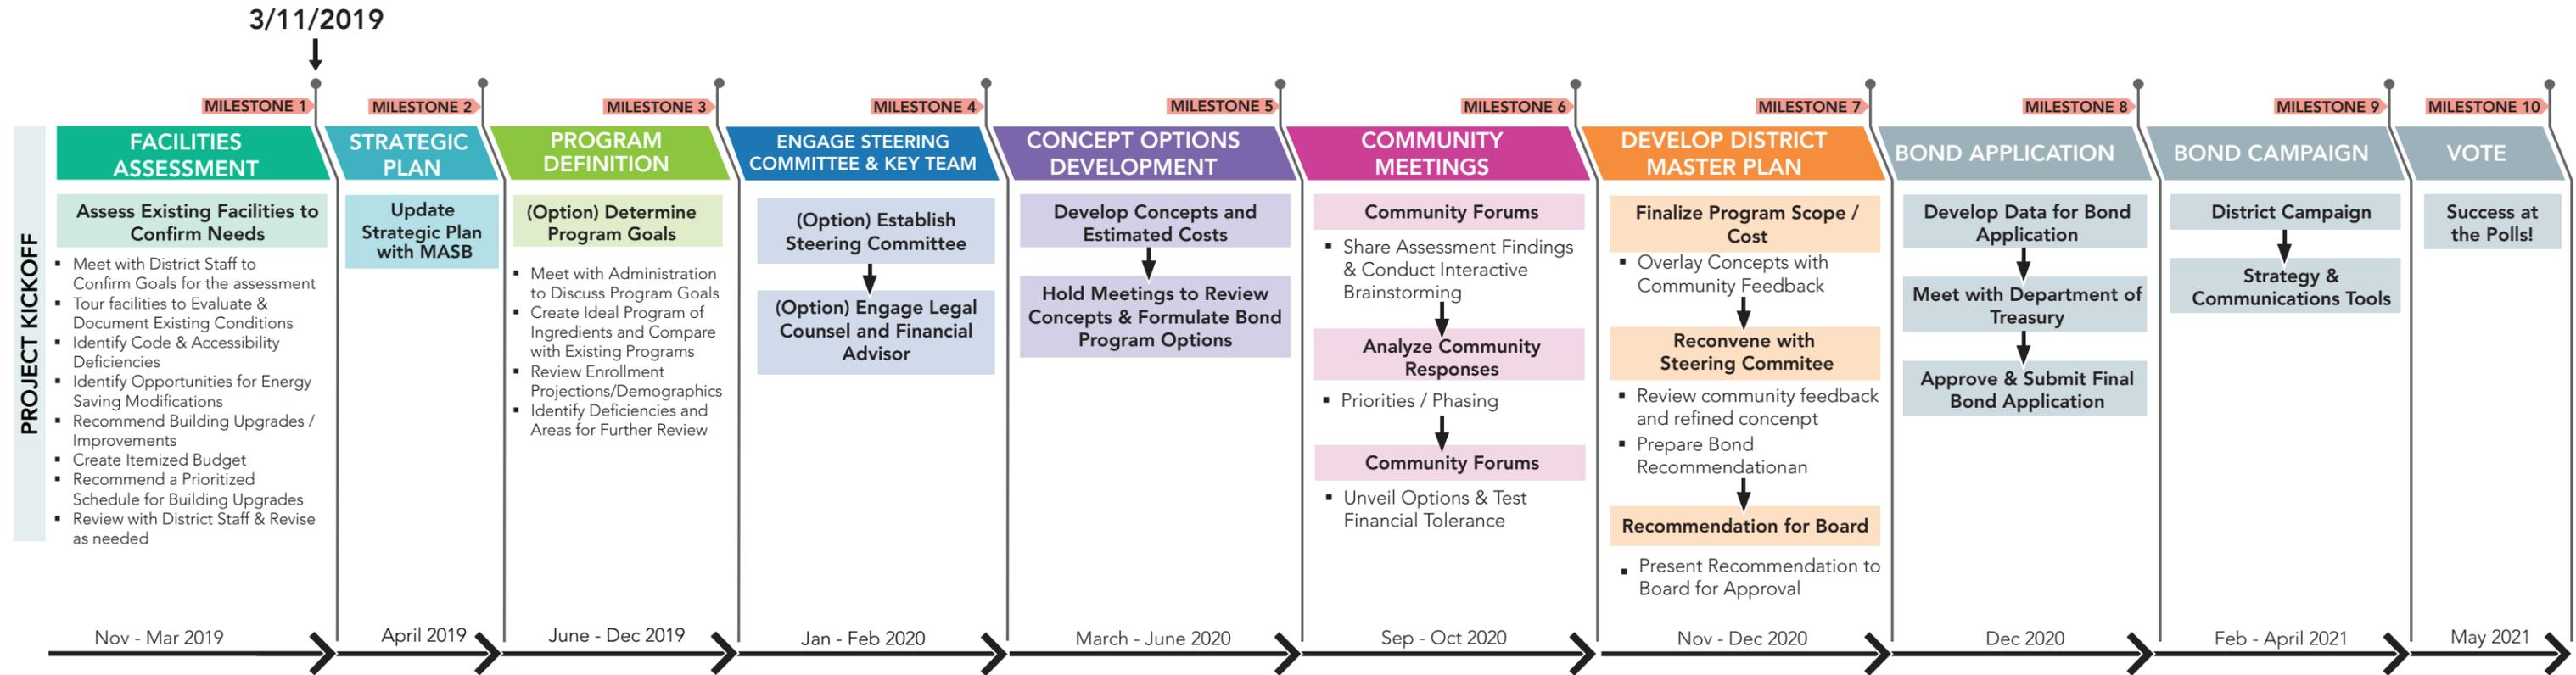 3/11/2019
MILESTONE 1
MILESTONE 2
MILESTONE 3
MILESTONE 4
MILESTONE 5
MILESTONE 6
MILESTONE 7
MILESTONE 8
MILESTONE 9
MILESTONE 10
PROJECT KICKOFF
FACILITIES
ASSESSMENT
Assess Existing Facilities to
Confirm Needs
▪ Meet with District Staff to
Confirm Goals for the assessment
▪ Tour facilities to Evaluate &
Document Existing Conditions
▪ Identify Code & Accessibility
Deficiencies
▪ Identify Opportunities for Energy
Saving Modifications
▪ Recommend Building Upgrades /
Improvements
▪ Create Itemized Budget
▪ Recommend a Prioritized
Schedule for Building Upgrades
▪ Review with District Staff & Revise
as needed
Nov - Mar 2019
STRATEGIC
PLAN
Update
Strategic Plan
with MASB
April 2019
PROGRAM
DEFINITION
(Option) Determine
Program Goals
▪ Meet with Administration
to Discuss Program Goals
▪ Create Ideal Program of
Ingredients and Compare
with Existing Programs
▪ Review Enrollment
Projections/Demographics
▪ Identify Deficiencies and
Areas for Further Review
June - Dec 2019
ENGAGE STEERING
COMMITTEE & KEY TEAM
(Option) Establish
Steering Committee
(Option) Engage Legal
Counsel and Financial
Advisor
Jan - Feb 2020
CONCEPT OPTIONS
DEVELOPMENT
Develop Concepts and
Estimated Costs
Hold Meetings to Review
Concepts & Formulate Bond
Program Options
March - June 2020
COMMUNITY
MEETINGS
Community Forums
▪ Share Assessment Findings
& Conduct Interactive
Brainstorming
Analyze Community
Responses
▪ Priorities / Phasing
Community Forums
▪ Unveil Options & Test
Financial Tolerance
Sep - Oct 2020
DEVELOP DISTRICT
MASTER PLAN
Finalize Program Scope /
Cost
▪ Overlay Concepts with
Community Feedback
Reconvene with
Steering Commitee
▪ Review community feedback
and refined concenpt
▪ Prepare Bond
Recommendationan
Recommendation for Board
▪ Present Recommendation to
Board for Approval
Nov - Dec 2020
BOND APPLICATION
Develop Data for Bond
Application
Meet with Department of
Treasury
Approve & Submit Final
Bond Application
Dec 2020
BOND CAMPAIGN
District Campaign
Strategy &
Communications Tools
Feb - April 2021
VOTE
Success at
the Polls!
May 2021